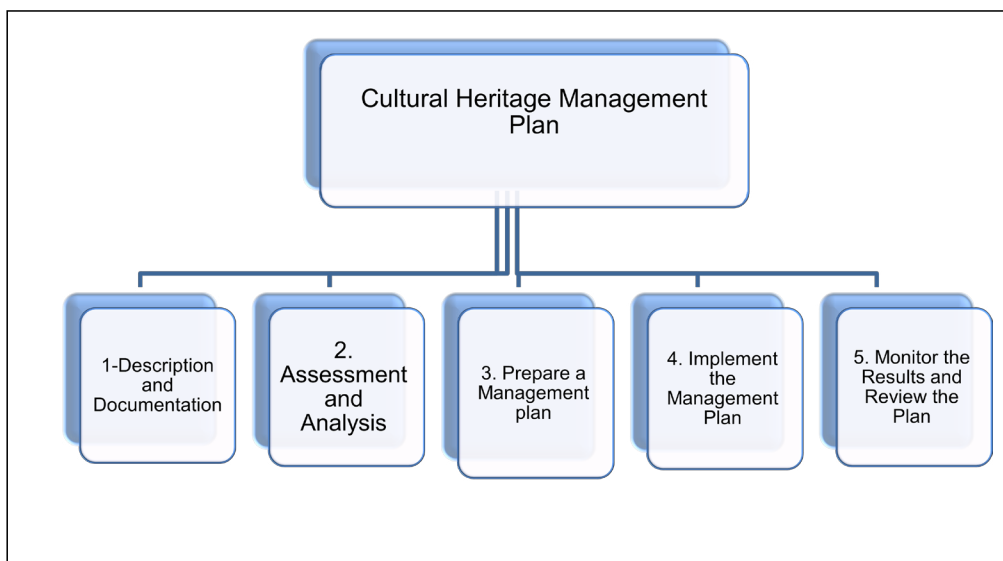 Cultural Heritage Management
Plan
1-Description
and
Documentation
2.
Assessment
and
Analysis
3. Prepare a
Management
plan
4. Implement
the
Management
Plan
5. Monitor the
Results and
Review the
Plan